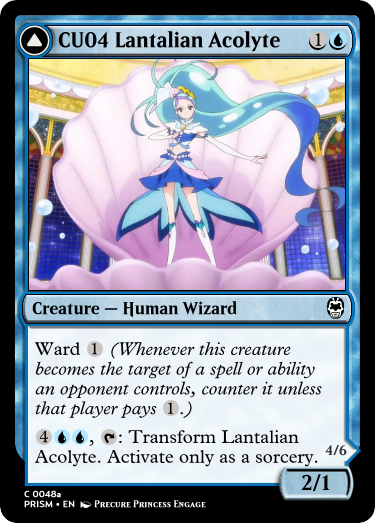 CU04 Lantalian Acolyte 1
Creature — Human Wizard
Ward 1 (Whenever this creature
becomes the target of a spell or ability
an opponent controls, counter it unless
that player pays 1.)
4, : Transform Lantalian
Acolyte. Activate only as a sorcery.
4/6
2/1
C 0048a
PRISM • EN Precure Princess Engage